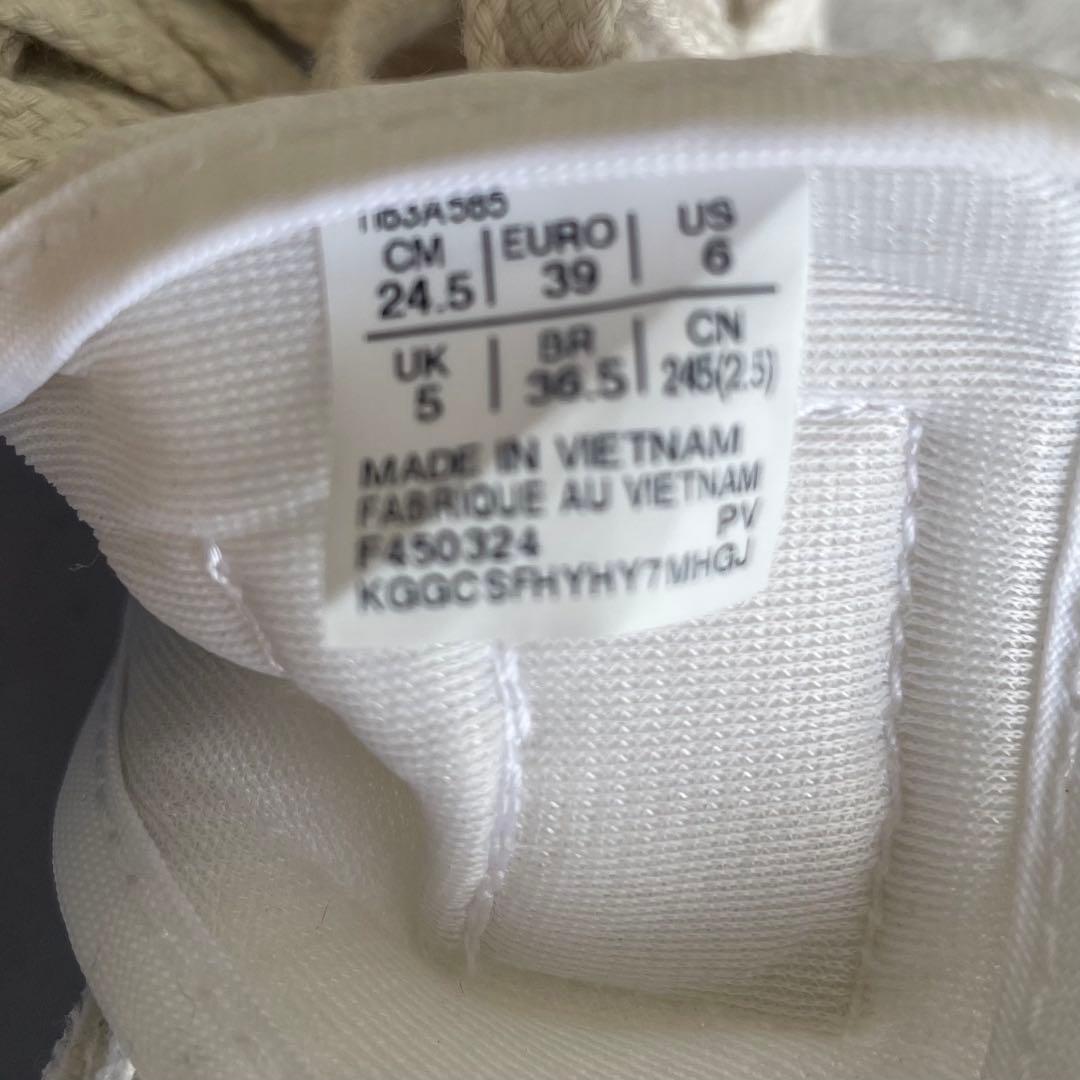 CM | EURO | US
24.5 | 39 | 6
UK | BR | CN
5 | 36.5 | 245(2.5)
MADE IN VIETNAM
FABRIQUE AU VIETNAM
F450324 PV
KGGCSFHYHY7MHGJ